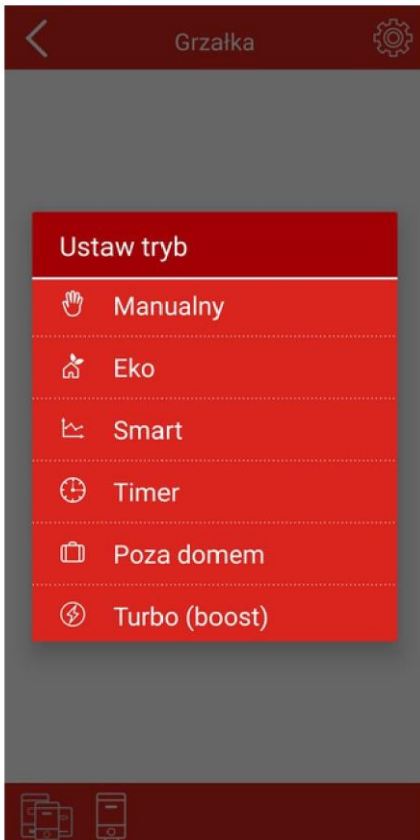 Grzałka
Ustaw tryb
Manualny
Eko
Smart
Timer
Poza domem
Turbo (boost)